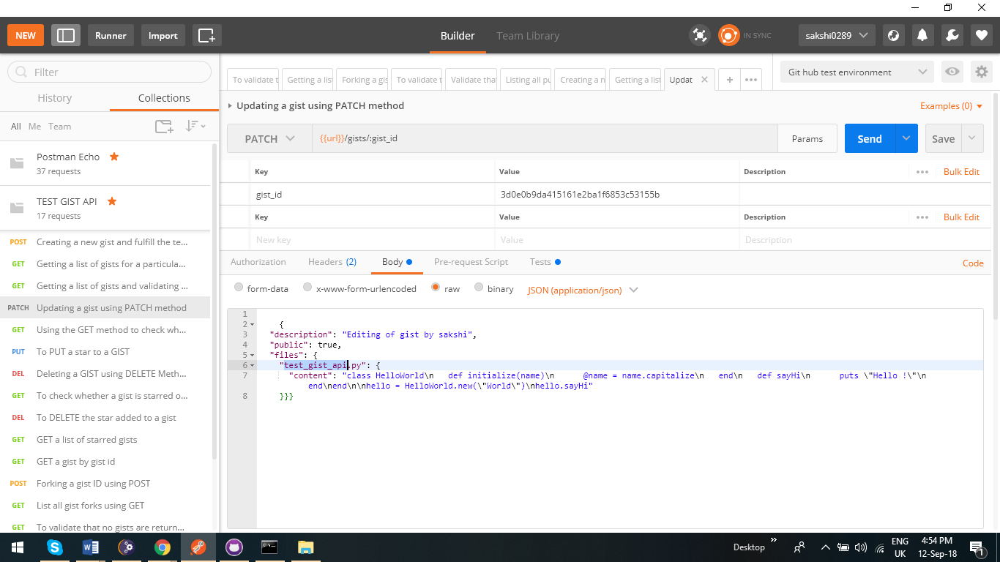 NEW
Runner
Import
Builder
Team Library
IN SYNC
sakshi0289
Filter
History
Collections
All Me Team
Postman Echo
37 requests
TEST GIST API
17 requests
POST Creating a new gist and fulfill the te...
GET Getting a list of gists for a particula...
GET Getting a list of gists and validating ...
PATCH Updating a gist using PATCH method
GET Using the GET method to check wh...
PUT To PUT a star to a GIST
DEL Deleting a GIST using DELETE Meth...
GET To check whether a gist is starred o...
DEL To DELETE the star added to a gist
GET GET a list of starred gists
GET GET a gist by gist id
POST Forking a gist ID using POST
GET List all gist forks using GET
GET To validate that no gists are return...
To validate t
Getting a lis
Forking a gis
To validate t
Validate tha
Listing all pu
Creating a n
Getting a lis
Updat
Git hub test environment
Updating a gist using PATCH method
Examples (0)
PATCH
{{url}}/gists/:gist_id
Params
Send
Save
Key Value Description Bulk Edit
gist_id 3d0e0b9da415161e2ba1f6853c53155b
Key Value Description Bulk Edit
New key Value Description
Authorization Headers (2) Body Pre-request Script Tests Code
form-data x-www-form-urlencoded raw binary JSON (application/json)
1
2 {
3 "description": "Editing of gist by sakshi",
4 "public": true,
5 "files": {
6 "test_gist_api.py": {
7 "content": "class HelloWorld\n   def initialize(name)\n      @name = name.capitalize\n   end\n   def sayHi\n      puts \"Hello !\"\n
end\nend\n\nhello = HelloWorld.new(\"World\")\nhello.sayHi"
8 }}}
Desktop
ENG
UK
4:54 PM
12-Sep-18
1